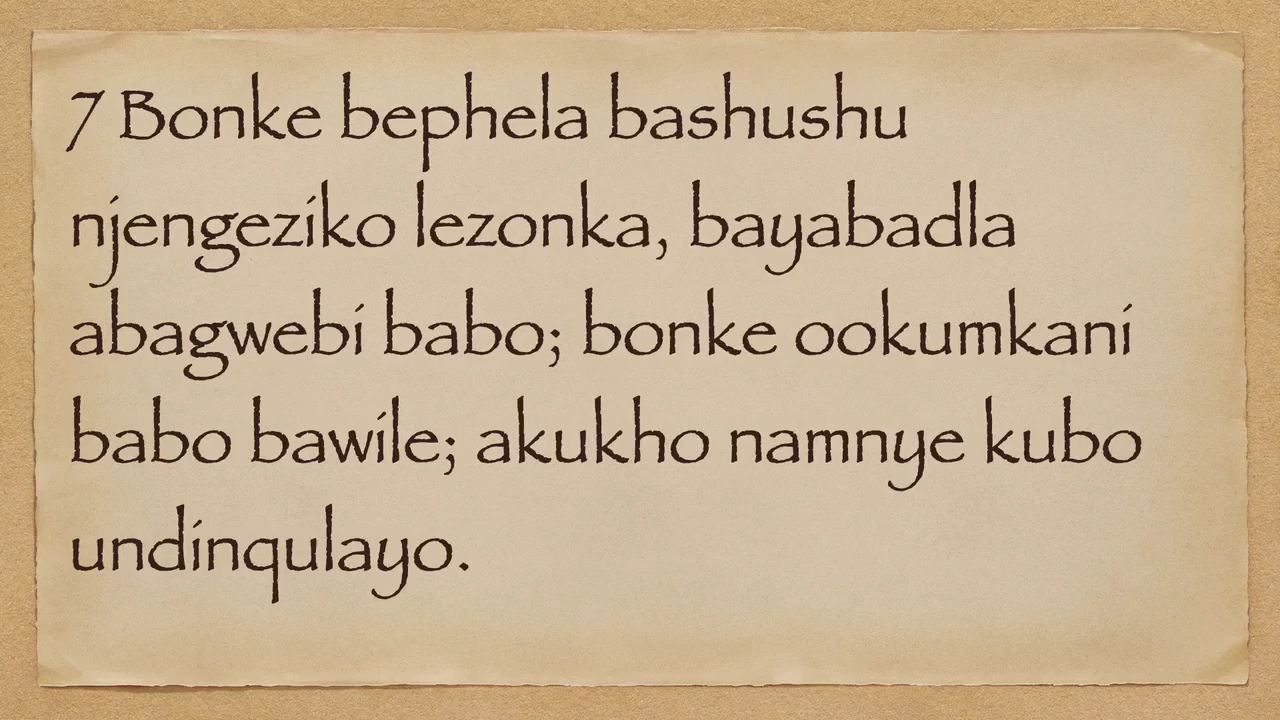 7 Bonke bephela bashushu
njengeziko lezonka, bayabadla
abagwebi babo; bonke ookumkani
babo bawile; akukho namnye kubo
undinqulayo.